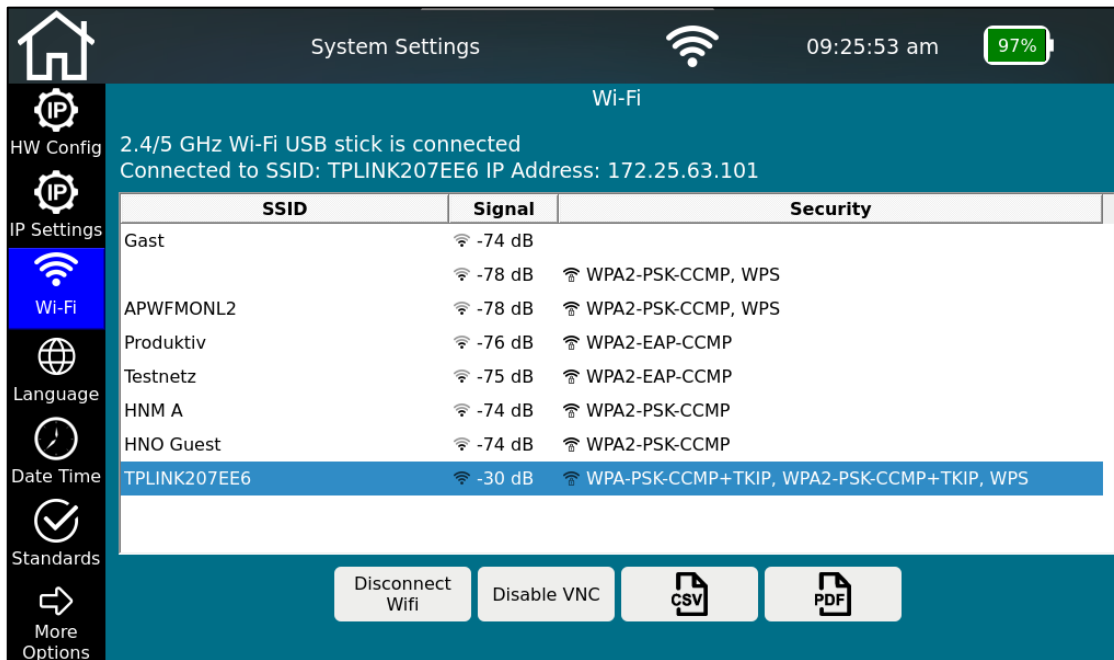 System Settings 09:25:53 am 97%
IP
HW Config
IP
IP Settings
Wi-Fi
Language
Date Time
Standards
More
Options
Wi-Fi
2.4/5 GHz Wi-Fi USB stick is connected
Connected to SSID: TPLINK207EE6 IP Address: 172.25.63.101
SSID Signal Security
Gast -74 dB
-78 dB WPA2-PSK-CCMP, WPS
APWFMONL2 -78 dB WPA2-PSK-CCMP, WPS
Produktiv -76 dB WPA2-EAP-CCMP
Testnetz -75 dB WPA2-EAP-CCMP
HNM A -74 dB WPA2-PSK-CCMP
HNO Guest -74 dB WPA2-PSK-CCMP
TPLINK207EE6 -30 dB WPA-PSK-CCMP+TKIP, WPA2-PSK-CCMP+TKIP, WPS
Disconnect
Wifi
Disable VNC
CSV
PDF